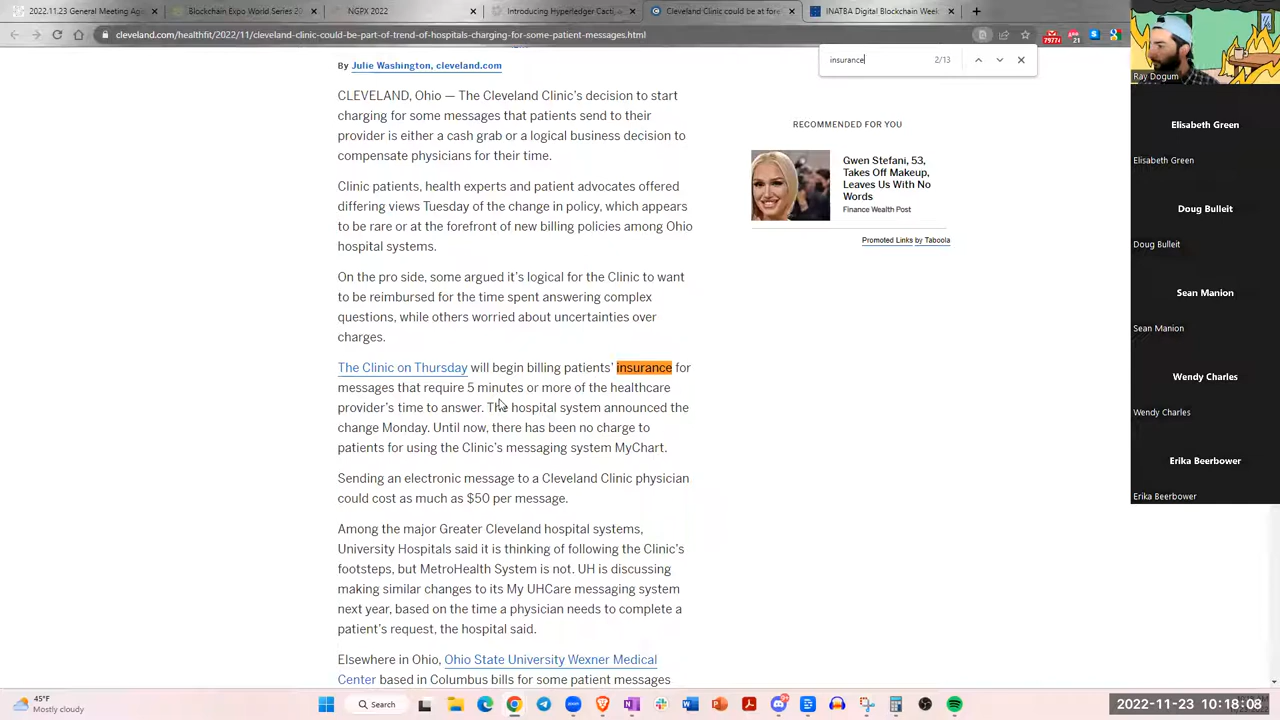 2022.11.23 General Meeting Age
Blockchain Expo World Series 20
NGPX 2022
Introducing Hyperledger Cacti
Cleveland Clinic could be at foref
INATBA Digital Blockchain Week
cleveland.com/healthfit/2022/11/cleveland-clinic-could-be-part-of-trend-of-hospitals-charging-for-some-patient-messages.html
insurance 2/13
By Julie Washington, cleveland.com
CLEVELAND, Ohio — The Cleveland Clinic's decision to start
charging for some messages that patients send to their
provider is either a cash grab or a logical business decision to
compensate physicians for their time.
Clinic patients, health experts and patient advocates offered
differing views Tuesday of the change in policy, which appears
to be rare or at the forefront of new billing policies among Ohio
hospital systems.
On the pro side, some argued it's logical for the Clinic to want
to be reimbursed for the time spent answering complex
questions, while others worried about uncertainties over
charges.
The Clinic on Thursday will begin billing patients' insurance for
messages that require 5 minutes or more of the healthcare
provider's time to answer. The hospital system announced the
change Monday. Until now, there has been no charge to
patients for using the Clinic's messaging system MyChart.
Sending an electronic message to a Cleveland Clinic physician
could cost as much as $50 per message.
Among the major Greater Cleveland hospital systems,
University Hospitals said it is thinking of following the Clinic's
footsteps, but MetroHealth System is not. UH is discussing
making similar changes to its My UHCare messaging system
next year, based on the time a physician needs to complete a
patient's request, the hospital said.
Elsewhere in Ohio, Ohio State University Wexner Medical
Center based in Columbus bills for some patient messages
RECOMMENDED FOR YOU
Gwen Stefani, 53,
Takes Off Makeup,
Leaves Us With No
Words
Finance Wealth Post
Promoted Links by Taboola
Ray Dogum
Elisabeth Green
Elisabeth Green
Doug Bulleit
Doug Bulleit
Sean Manion
Sean Manion
Wendy Charles
Wendy Charles
Erika Beerbower
Erika Beerbower
45°F
Mostly cloudy
Search
2022-11-23 10:18:08